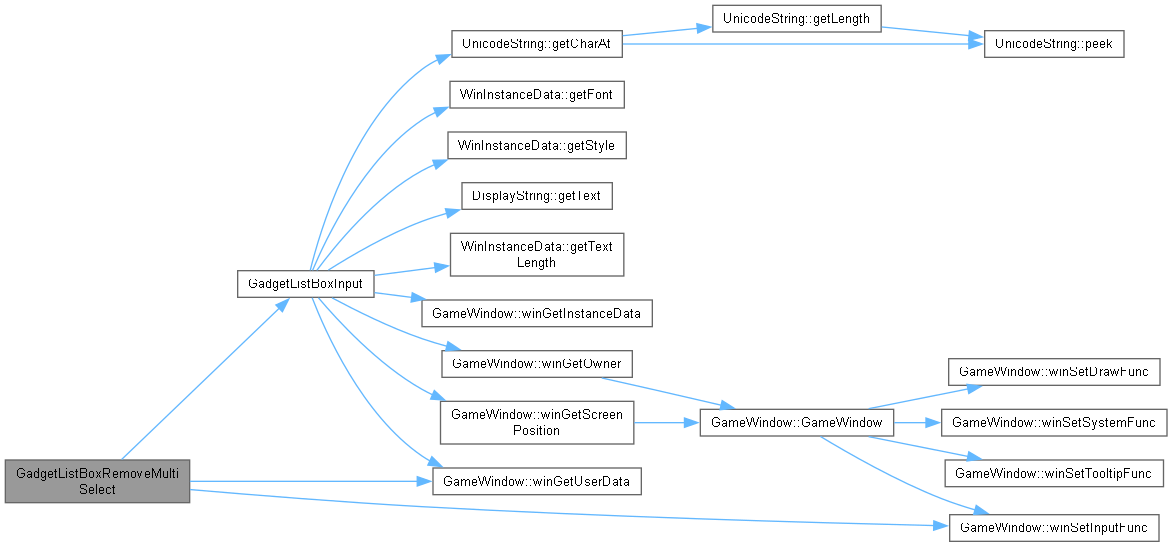 UnicodeString::getLength
UnicodeString::getCharAt
UnicodeString::peek
WinInstanceData::getFont
WinInstanceData::getStyle
DisplayString::getText
WinInstanceData::getText
Length
GadgetListBoxInput
GameWindow::winGetInstanceData
GameWindow::winGetOwner
GameWindow::winSetDrawFunc
GameWindow::winGetScreen
Position
GameWindow::GameWindow
GameWindow::winSetSystemFunc
GadgetListBoxRemoveMulti
Select
GameWindow::winGetUserData
GameWindow::winSetTooltipFunc
GameWindow::winSetInputFunc